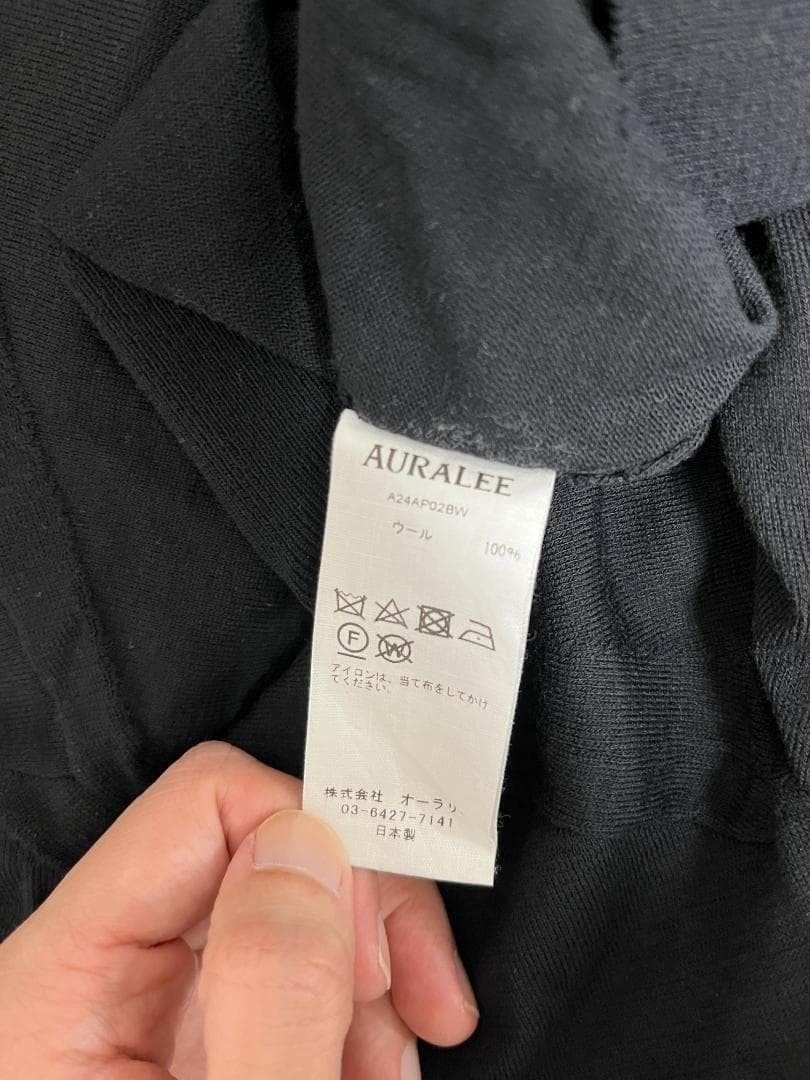 AURALEE
A24AP02BW
ウール 100%
F W
アイロンは、当て布をしてかけ
てください。
株式会社 オーラリ
03-6427-7141
日本製